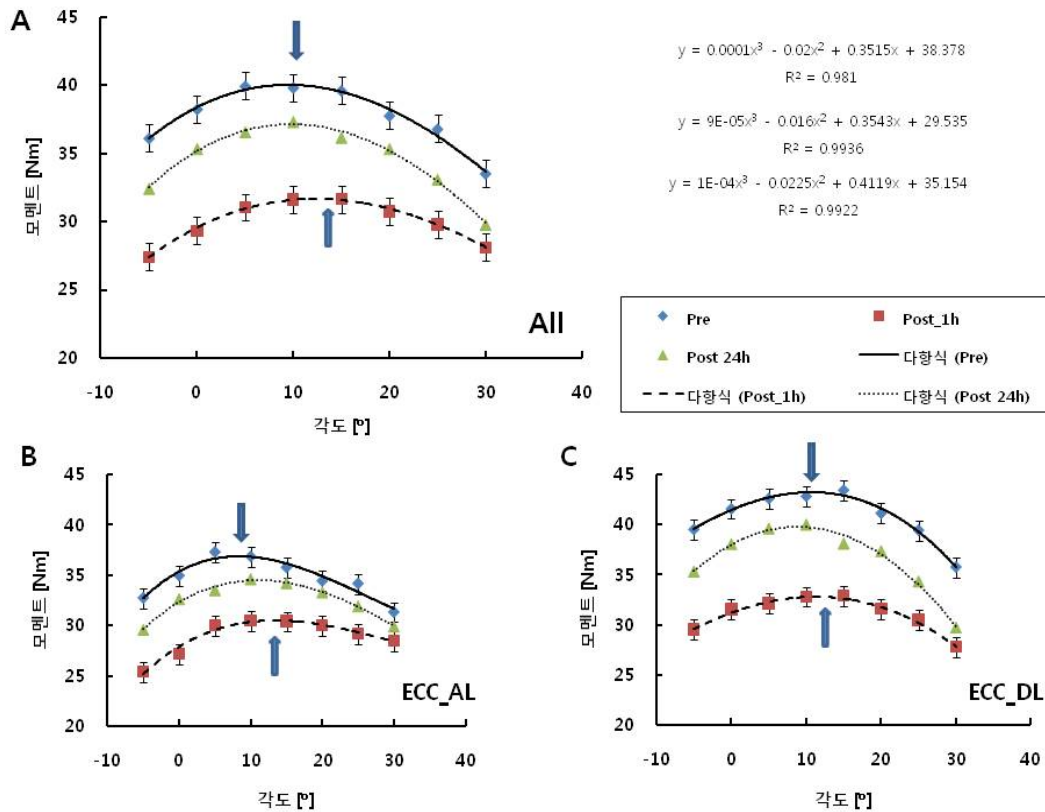 A
45
40
35
30
25
20
-10 0 10 20 30 40
모멘트 [Nm]
각도 [º]
All
y = 0.0001x³ - 0.02x² + 0.3515x + 38.378
R² = 0.981
y = 9E-05x³ - 0.016x² + 0.3543x + 29.535
R² = 0.9936
y = 1E-04x³ - 0.0225x² + 0.4119x + 35.154
R² = 0.9922
Pre Post_1h
Post 24h 다항식 (Pre)
다항식 (Post_1h) 다항식 (Post 24h)
B
45
40
35
30
25
20
-10 0 10 20 30 40
모멘트 [Nm]
각도 [º]
ECC_AL
C
45
40
35
30
25
20
-10 0 10 20 30 40
모멘트 [Nm]
각도 [º]
ECC_DL